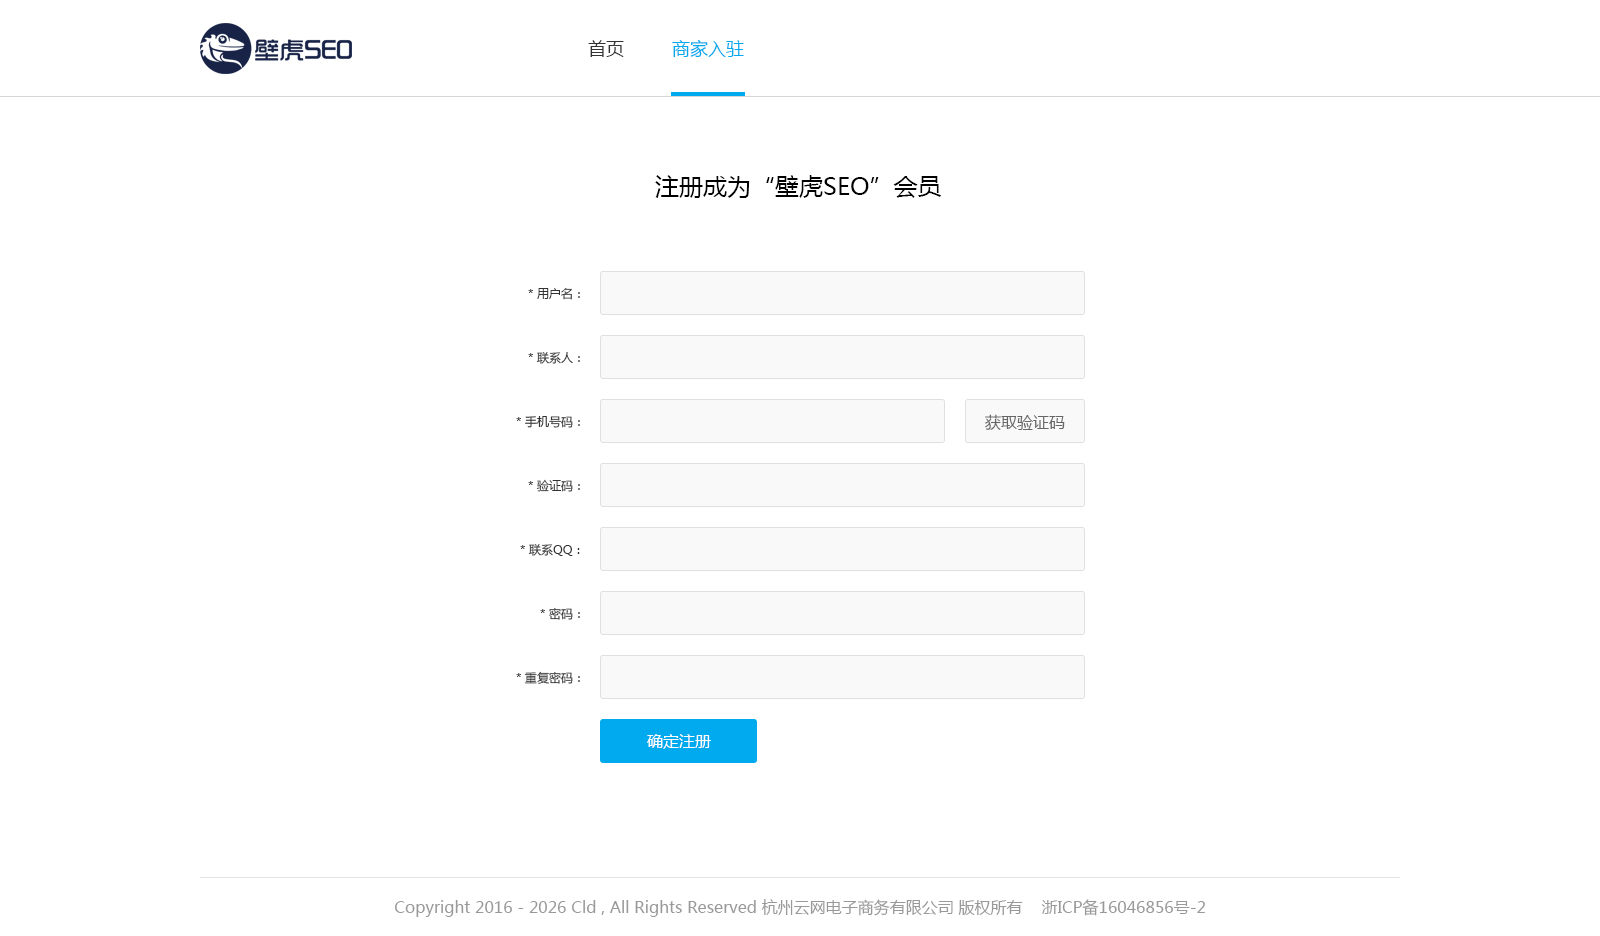 壁虎SEO
首页 商家入驻
注册成为“壁虎SEO”会员
* 用户名：
* 联系人：
* 手机号码： 获取验证码
* 验证码：
* 联系QQ：
* 密码：
* 重复密码：
确定注册
Copyright 2016 - 2026 Cld , All Rights Reserved 杭州云网电子商务有限公司 版权所有 浙ICP备16046856号-2